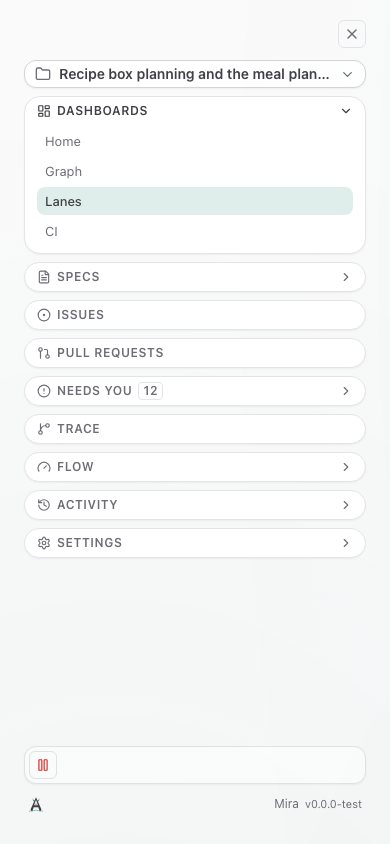 Recipe box planning and the meal plan...
DASHBOARDS
Home
Graph
Lanes
CI
SPECS
ISSUES
PULL REQUESTS
NEEDS YOU 12
TRACE
FLOW
ACTIVITY
SETTINGS
Mira v0.0.0-test